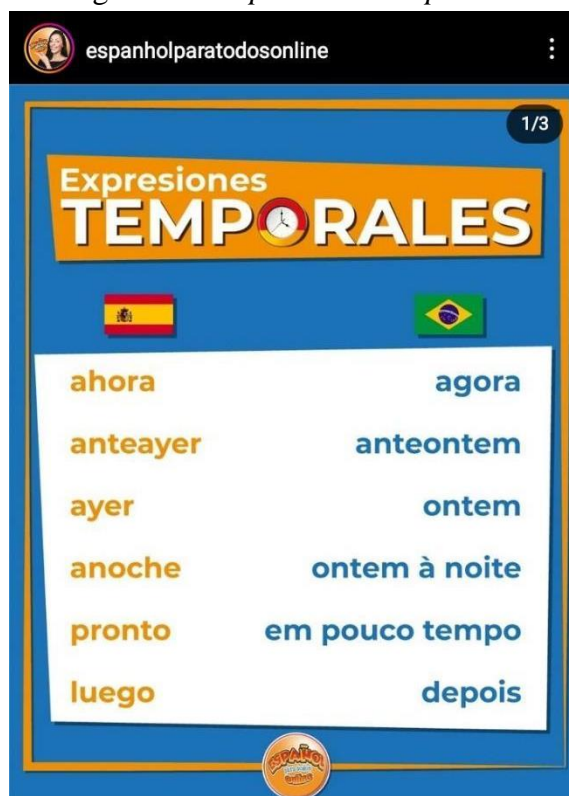 espanholparatodosonline
1/3
Expresiones
TEMPORALES
ahora agora
anteayer anteontem
ayer ontem
anoche ontem à noite
pronto em pouco tempo
luego depois
ESPAÑOL